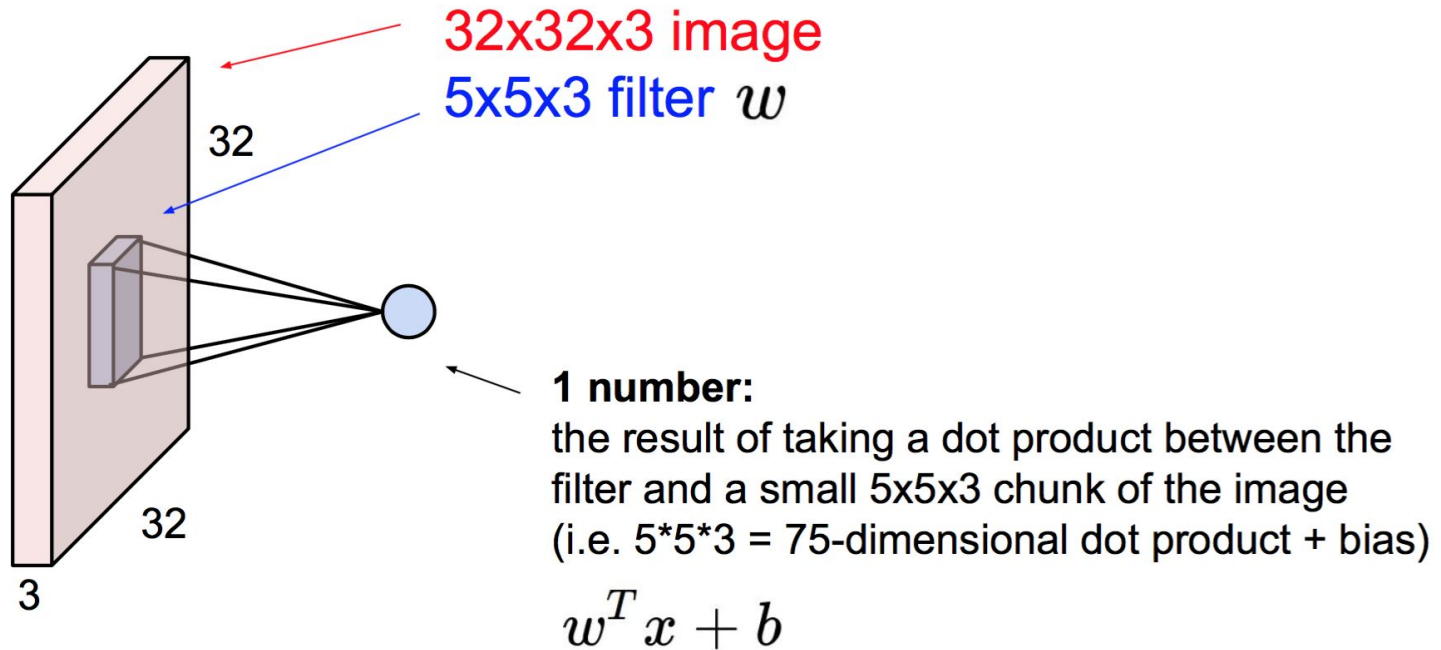 32x32x3 image
5x5x3 filter w
32
32
3
1 number:
the result of taking a dot product between the
filter and a small 5x5x3 chunk of the image
(i.e. 5*5*3 = 75-dimensional dot product + bias)
w^T x + b